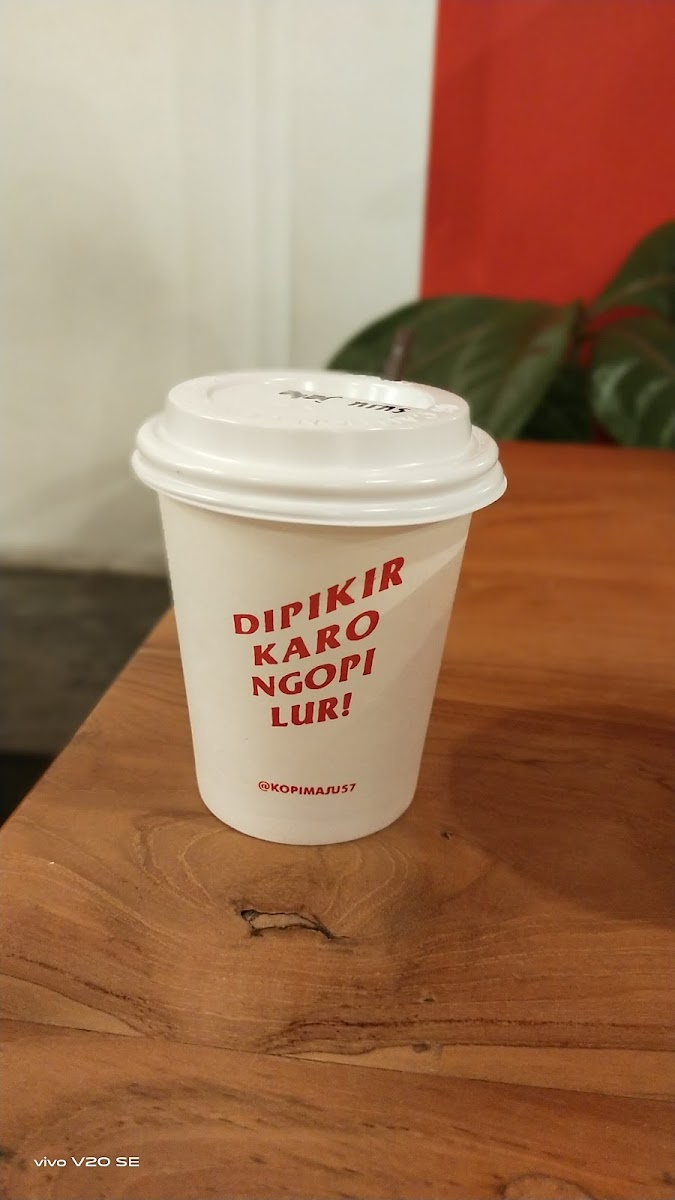 DIPIKIR
KARO
NGOPI
LUR!
@KOPIMAJU57
vivo V20 SE